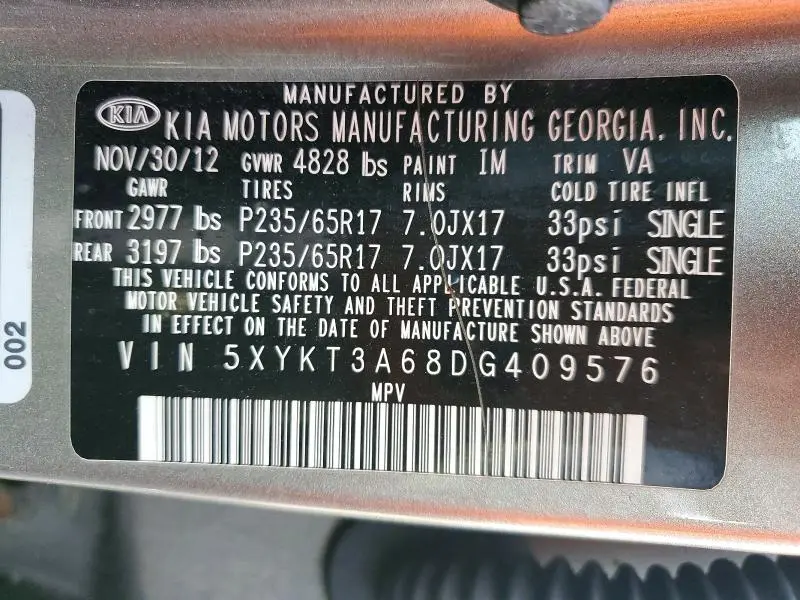 MANUFACTURED BY
KIA KIA MOTORS MANUFACTURING GEORGIA, INC.
NOV/30/12 GVWR 4828 lbs PAINT IM TRIM VA
GAWR TIRES RIMS COLD TIRE INFL
FRONT 2977 lbs P235/65R17 7.0JX17 33psi SINGLE
REAR 3197 lbs P235/65R17 7.0JX17 33psi SINGLE
THIS VEHICLE CONFORMS TO ALL APPLICABLE U.S.A. FEDERAL
MOTOR VEHICLE SAFETY AND THEFT PREVENTION STANDARDS
IN EFFECT ON THE DATE OF MANUFACTURE SHOWN ABOVE
VIN 5XYKT3A68DG409576
MPV
002